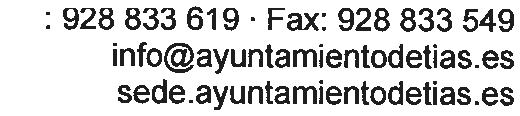 : 928 833 619 · Fax: 928 833 549
info@ayuntamientodetias.es
sede.ayuntamientodetias.es